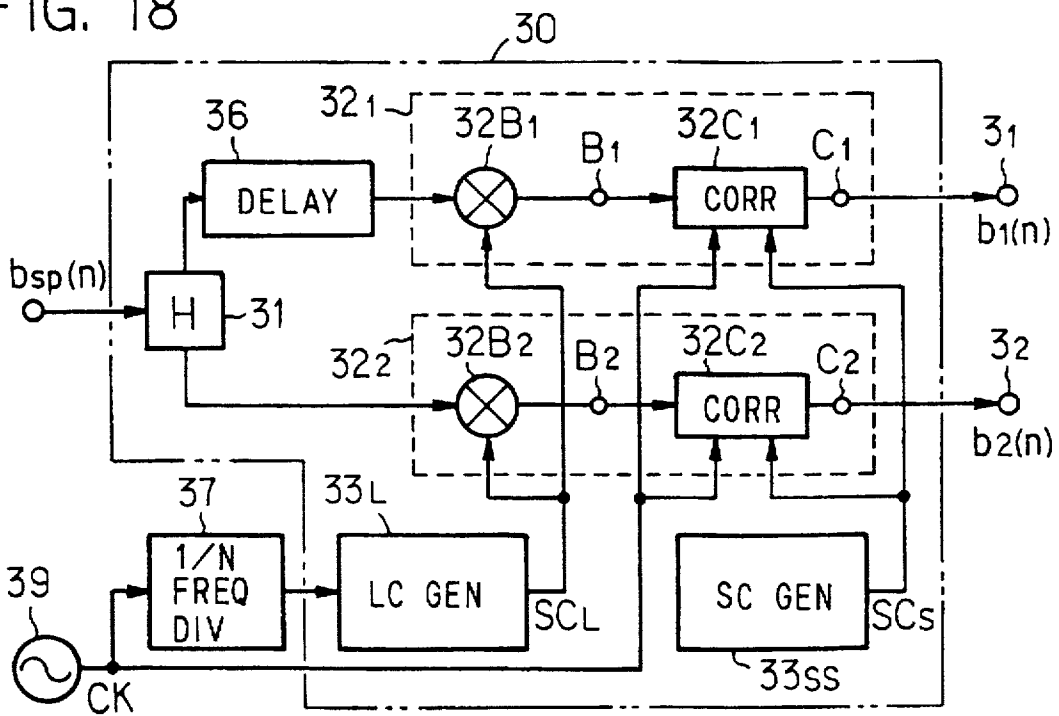 FIG. 18
30
36
DELAY
321
32B1
B1
32C1
CORR
C1
31
b1(n)
bsp(n)
H
31
322
32B2
B2
32C2
CORR
C2
32
b2(n)
37
1/N
FREQ
DIV
33L
LC GEN
SCL
SC GEN
SCs
33SS
39
CK